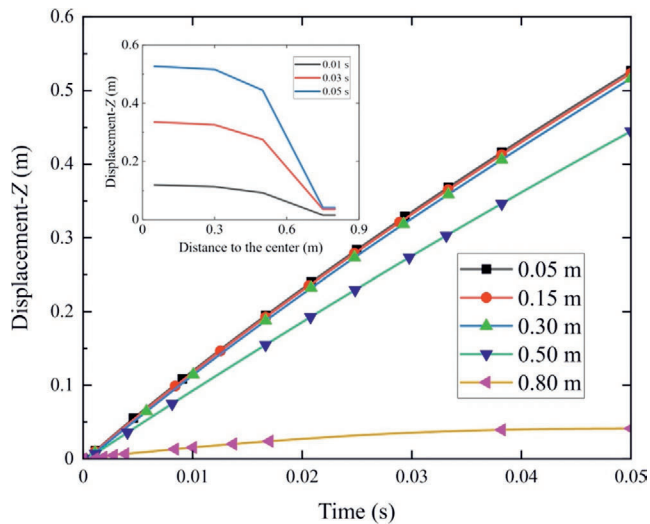 0.6
0.5
0.4
0.3
0.2
0.1
0
Displacement-Z (m)
0
0.01
0.02
0.03
0.04
0.05
Time (s)
0.6
0.4
0.2
0
Displacement-Z (m)
0
0.3
0.6
0.9
Distance to the center (m)
0.01 s
0.03 s
0.05 s
0.05 m
0.15 m
0.30 m
0.50 m
0.80 m